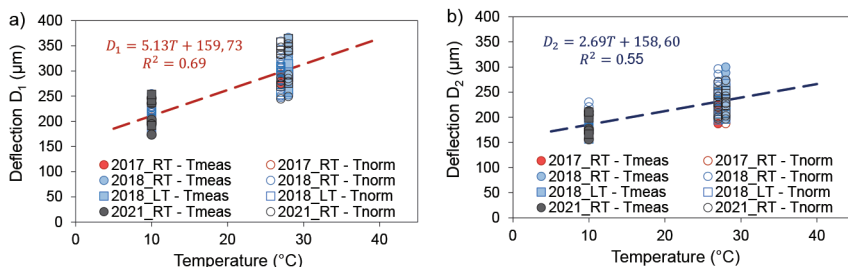 a)
Deflection D₁ (µm)
400
350
300
250
200
150
100
50
0
D₁ = 5.13T + 159,73
R² = 0.69
2017_RT - Tmeas
2018_RT - Tmeas
2018_LT - Tmeas
2021_RT - Tmeas
2017_RT - Tnorm
2018_RT - Tnorm
2018_LT - Tnorm
2021_RT - Tnorm
0 10 20 30 40
Temperature (°C)
b)
Deflection D₂ (µm)
400
350
300
250
200
150
100
50
0
D₂ = 2.69T + 158,60
R² = 0.55
2017_RT - Tmeas
2018_RT - Tmeas
2018_LT - Tmeas
2021_RT - Tmeas
2017_RT - Tnorm
2018_RT - Tnorm
2018_LT - Tnorm
2021_RT - Tnorm
0 10 20 30 40
Temperature (°C)